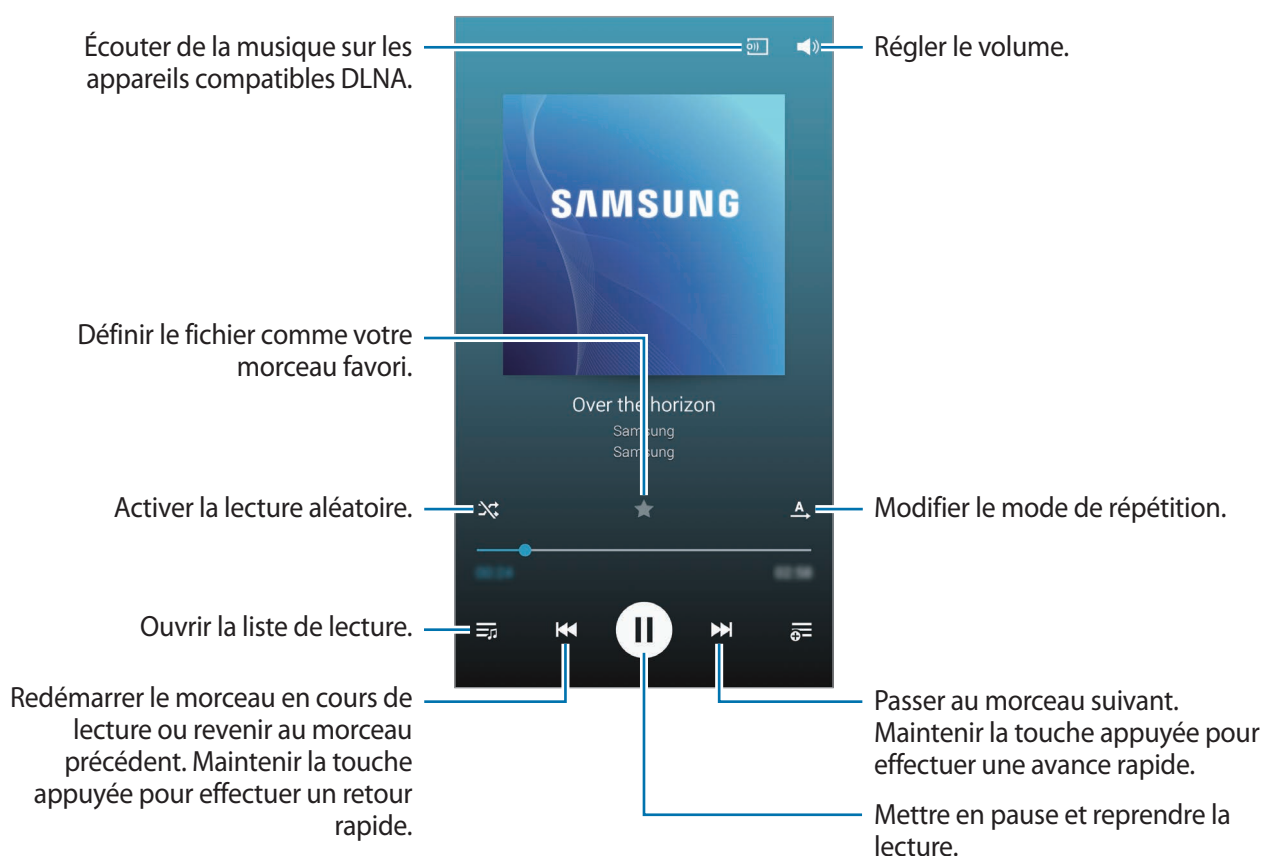 Écouter de la musique sur les
appareils compatibles DLNA.
Régler le volume.
SAMSUNG
Définir le fichier comme votre
morceau favori.
Over the horizon
Samsung
Samsung
Activer la lecture aléatoire.
A
Modifier le mode de répétition.
00:24
02:58
Ouvrir la liste de lecture.
Redémarrer le morceau en cours de
lecture ou revenir au morceau
précédent. Maintenir la touche
appuyée pour effectuer un retour
rapide.
Passer au morceau suivant.
Maintenir la touche appuyée pour
effectuer une avance rapide.
Mettre en pause et reprendre la
lecture.